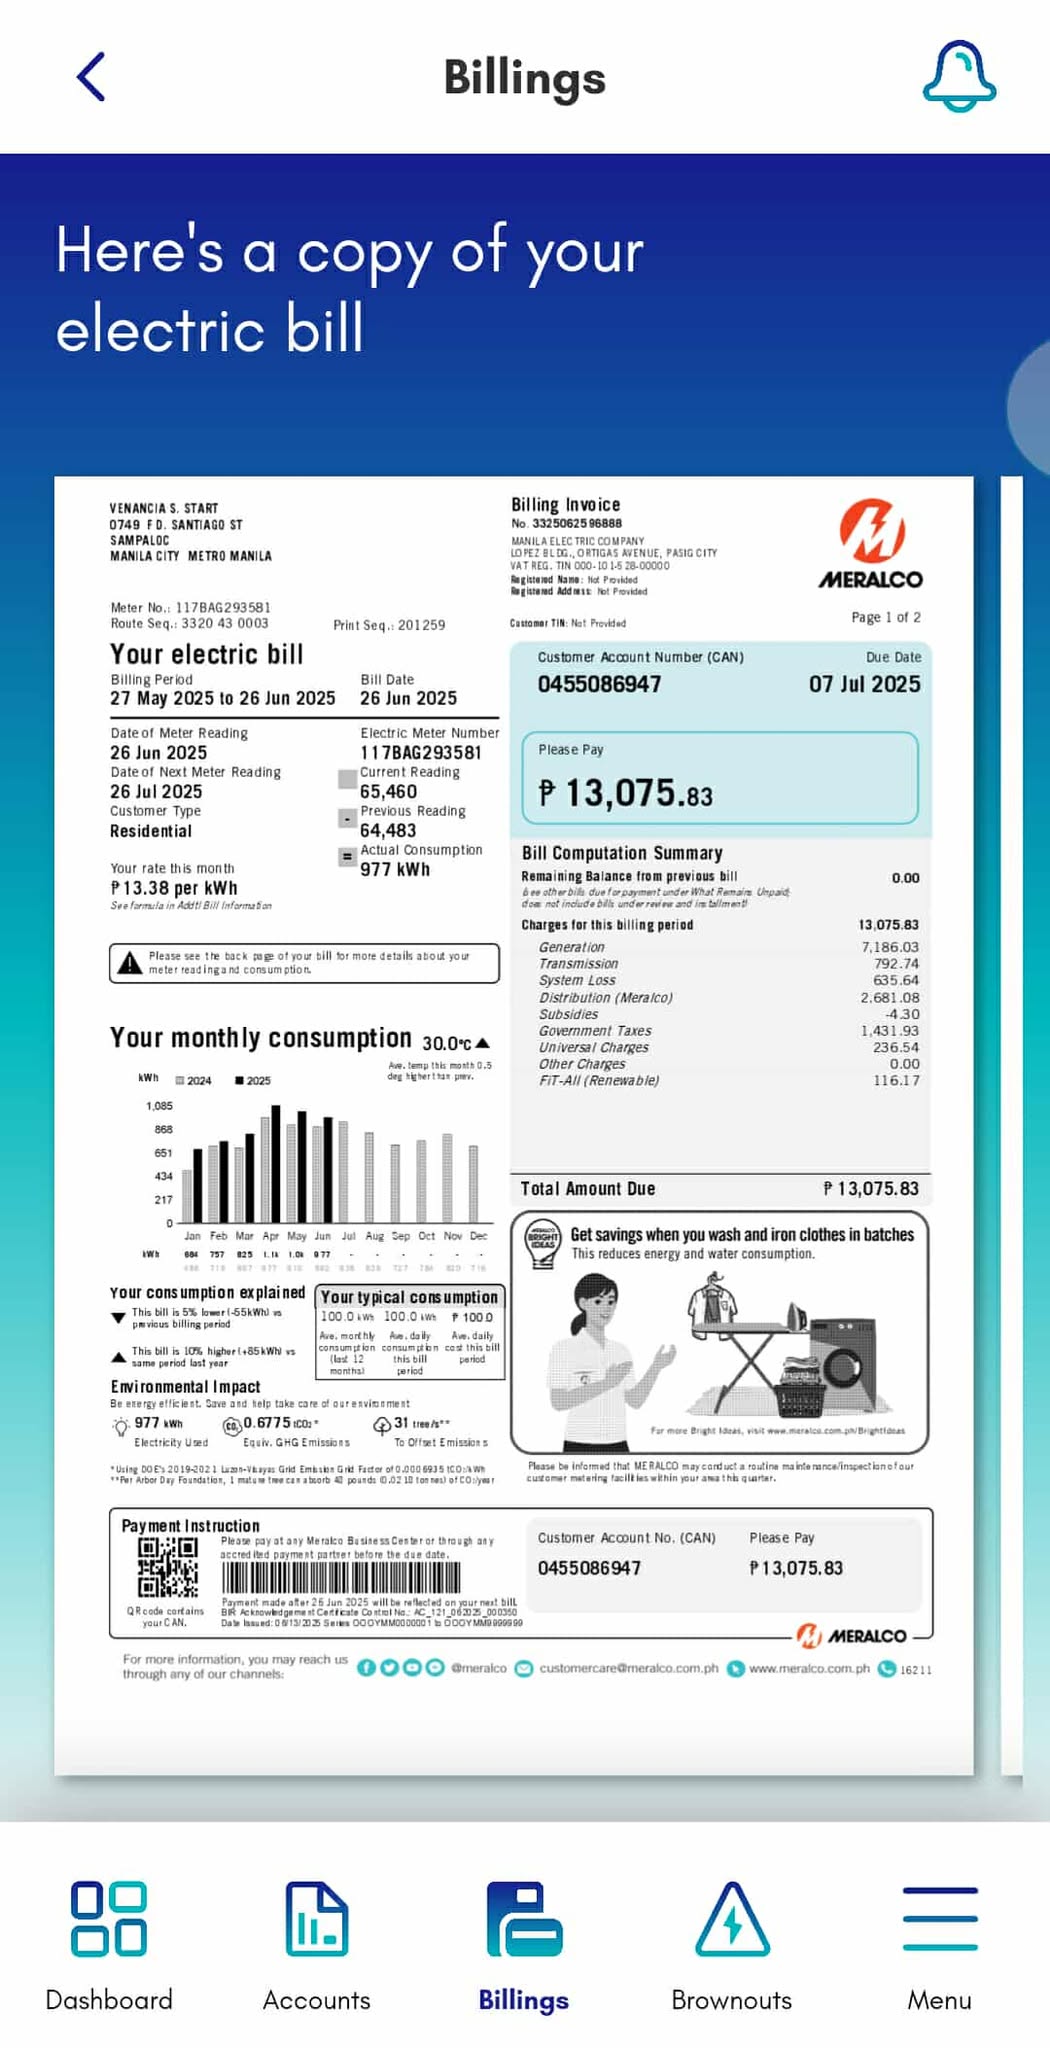 Billings
Here's a copy of your
electric bill
VENANCIA S. START
0749 F D. SANTIAGO ST
SAMPALOC
MANILA CITY METRO MANILA
Billing Invoice
No. 3325062596888
MANILA ELECTRIC COMPANY
LOPEZ BLDG., ORTIGAS AVENUE, PASIG CITY
VAT REG. TIN 000-101-528-00000
Registered Name: Not Provided
Registered Address: Not Provided
MERALCO
Meter No.: 117BAG293581
Route Seq.: 3320 43 0003
Print Seq.: 201259
Customer TIN: Not Provided
Page 1 of 2
Your electric bill
Billing Period
27 May 2025 to 26 Jun 2025
Bill Date
26 Jun 2025
Date of Meter Reading
26 Jun 2025
Date of Next Meter Reading
26 Jul 2025
Customer Type
Residential
Your rate this month
₱13.38 per kWh
See formula in Addtl Bill Information
Electric Meter Number
117BAG293581
Current Reading
65,460
- Previous Reading
64,483
= Actual Consumption
977 kWh
Customer Account Number (CAN)
0455086947
Due Date
07 Jul 2025
Please Pay
₱ 13,075.83
Bill Computation Summary
Remaining Balance from previous bill 0.00
See other bills due for payment under What Remains Unpaid;
does not include bills under review and installment
Charges for this billing period 13,075.83
Generation 7,186.03
Transmission 792.74
System Loss 635.64
Distribution (Meralco) 2,681.08
Subsidies -4.30
Government Taxes 1,431.93
Universal Charges 236.54
Other Charges 0.00
FiT-All (Renewable) 116.17
Total Amount Due ₱ 13,075.83
Please see the back page of your bill for more details about your
meter reading and consumption.
Your monthly consumption 30.0°C ▲
Ave. temp this month 0.5
deg higher than prev.
kWh 2024 2025
1,085
868
651
434
217
0
Jan Feb Mar Apr May Jun Jul Aug Sep Oct Nov Dec
kWh 684 757 825 1.1k 1.0k 977 - - - - - -
Your consumption explained
This bill is 5% lower (-55kWh) vs
previous billing period
This bill is 10% higher (+85kWh) vs
same period last year
Your typical consumption
100.0 kWh 100.0 kWh ₱ 100.0
Ave. monthly
consumption
(last 12
months)
Ave. daily
consumption
this bill
period
Ave. daily
cost this bill
period
Environmental Impact
Be energy efficient. Save and help take care of our environment
977 kWh
Electricity Used
CO₂ 0.6775 tCO₂*
Equiv. GHG Emissions
31 tree/s**
To Offset Emissions
*Using DOE's 2019-2021 Luzon-Visayas Grid Emission Grid Factor of 0.0006935 tCO₂/kWh
**Per Arbor Day Foundation, 1 mature tree can absorb 48 pounds (0.0218 tonnes) of CO₂/year
MERALCO
BRIGHT
IDEAS
Get savings when you wash and iron clothes in batches
This reduces energy and water consumption.
For more Bright Ideas, visit www.meralco.com.ph/BrightIdeas
Please be informed that MERALCO may conduct a routine maintenance/inspection of our
customer metering facilities within your area this quarter.
Payment Instruction
Please pay at any Meralco Business Center or through any
accredited payment partner before the due date.
QR code contains
your CAN.
Payment made after 26 Jun 2025 will be reflected on your next bill.
BIR Acknowledgement Certificate Control No.: AC_121_062025_000350
Date Issued: 06/13/2025 Series 000YMM0000001 to 000YMM9999999
Customer Account No. (CAN)
0455086947
Please Pay
₱13,075.83
MERALCO
For more information, you may reach us
through any of our channels:
@meralco customercare@meralco.com.ph www.meralco.com.ph 16211
Dashboard
Accounts
Billings
Brownouts
Menu